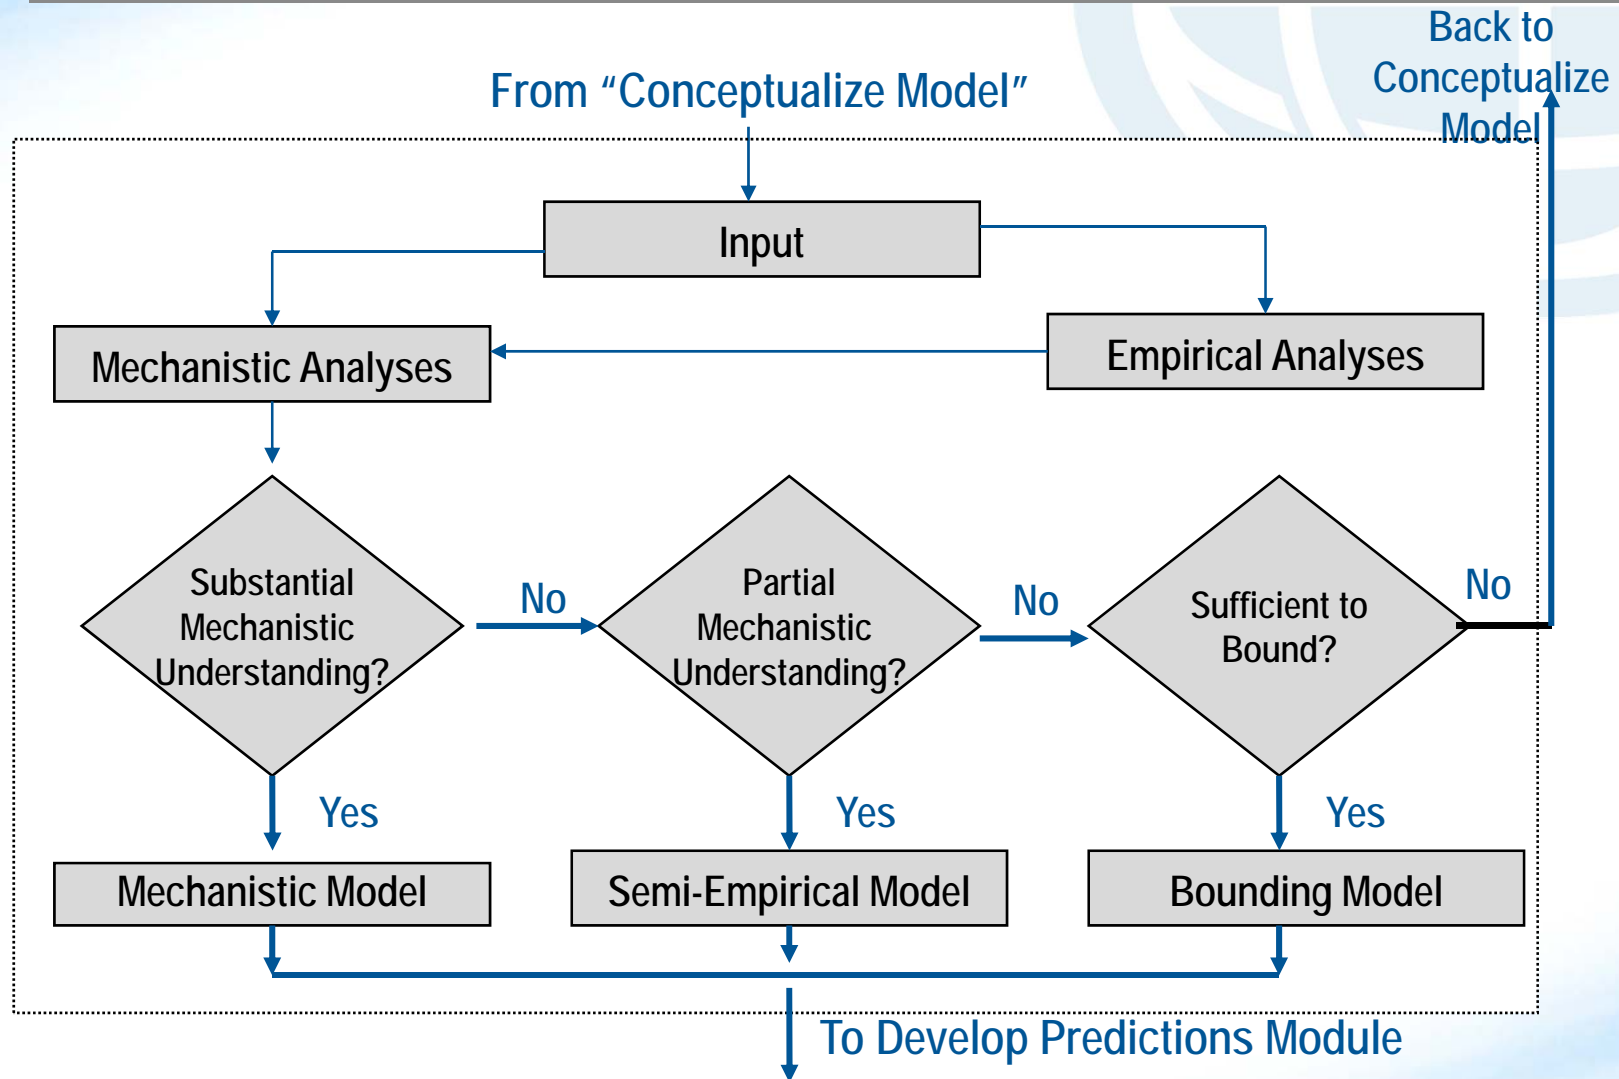 Back to
Conceptualize
Model
From “Conceptualize Model”
Input
Mechanistic Analyses
Empirical Analyses
Substantial
Mechanistic
Understanding?
No
Partial
Mechanistic
Understanding?
No
Sufficient to
Bound?
No
Yes
Yes
Yes
Mechanistic Model
Semi-Empirical Model
Bounding Model
To Develop Predictions Module